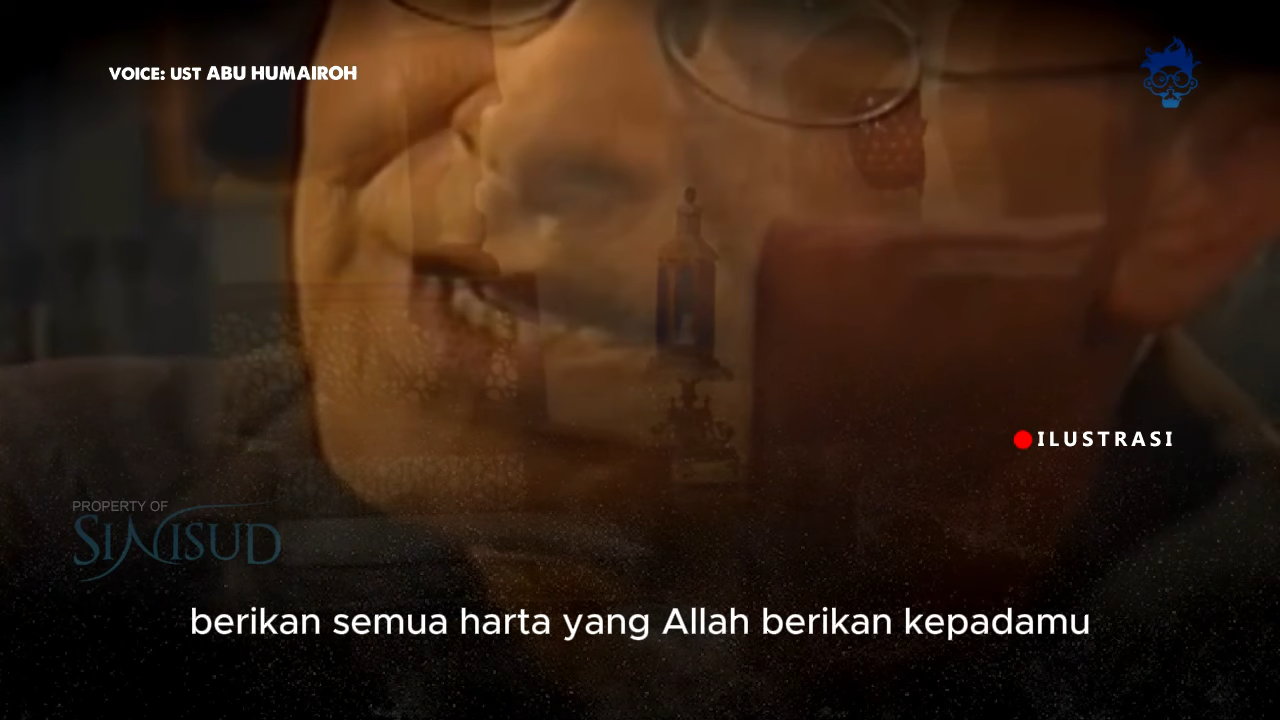 VOICE: UST ABU HUMAIROH
ILUSTRASI
PROPERTY OF
SINISUD
berikan semua harta yang Allah berikan kepadamu